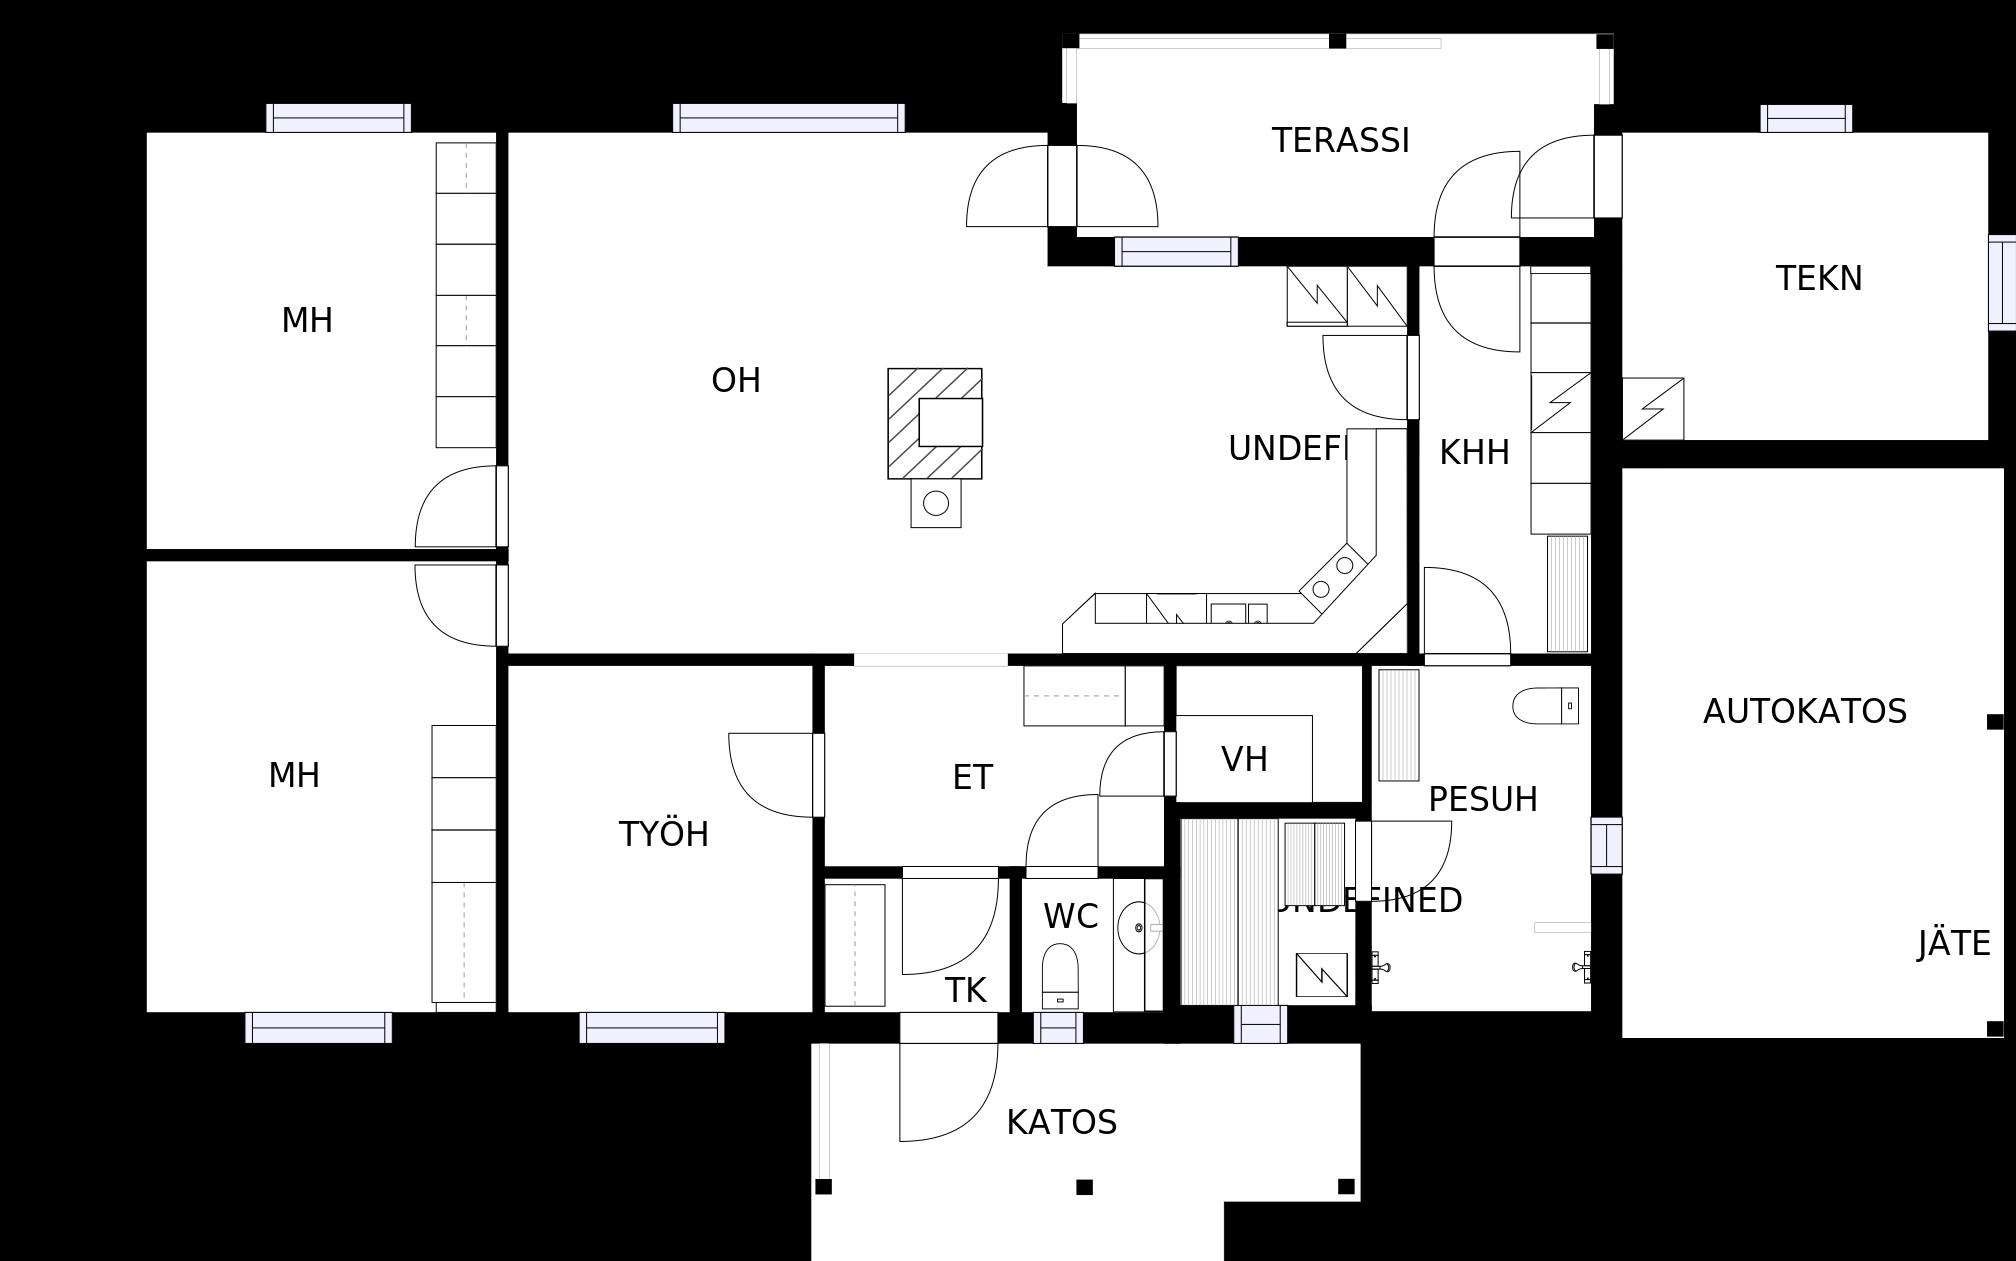 TERASSI
TEKN
MH
OH
UNDEFI
KHH
AUTOKATOS
VH
ET
MH
PESUH
TYÖH
UNDEFINED
WC
JÄTE
TK
KATOS